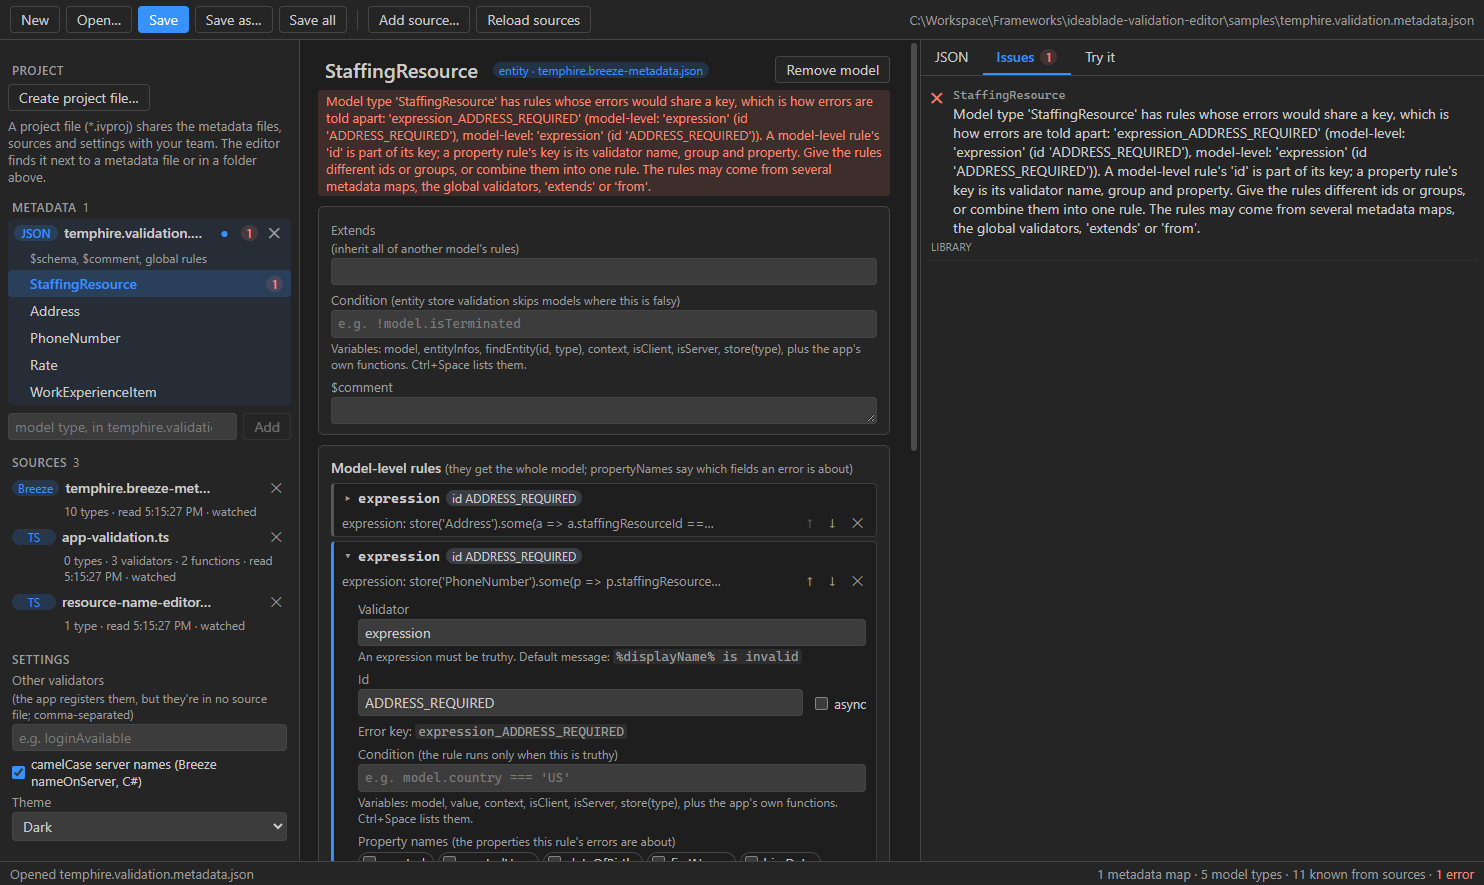 New Open... Save Save as... Save all Add source... Reload sources C:\Workspace\Frameworks\ideablade-validation-editor\samples\temphire.validation.metadata.json
PROJECT
Create project file...
A project file (*.ivproj) shares the metadata files,
sources and settings with your team. The editor
finds it next to a metadata file or in a folder
above.
METADATA 1
JSON temphire.validation.... 1
$schema, $comment, global rules
StaffingResource 1
Address
PhoneNumber
Rate
WorkExperienceItem
model type, in temphire.validati Add
SOURCES 3
Breeze temphire.breeze-met...
10 types · read 5:15:27 PM · watched
TS app-validation.ts
0 types · 3 validators · 2 functions · read
5:15:27 PM · watched
TS resource-name-editor...
1 type · read 5:15:27 PM · watched
SETTINGS
Other validators
(the app registers them, but they're in no source
file; comma-separated)
e.g. loginAvailable
camelCase server names (Breeze
nameOnServer, C#)
Theme
Dark
StaffingResource entity · temphire.breeze-metadata.json Remove model
Model type 'StaffingResource' has rules whose errors would share a key, which is how errors are
told apart: 'expression_ADDRESS_REQUIRED' (model-level: 'expression' (id
'ADDRESS_REQUIRED'), model-level: 'expression' (id 'ADDRESS_REQUIRED')). A model-level rule's
'id' is part of its key; a property rule's key is its validator name, group and property. Give the rules
different ids or groups, or combine them into one rule. The rules may come from several
metadata maps, the global validators, 'extends' or 'from'.
Extends
(inherit all of another model's rules)
Condition (entity store validation skips models where this is falsy)
e.g. !model.isTerminated
Variables: model, entityInfos, findEntity(id, type), context, isClient, isServer, store(type), plus the app's
own functions. Ctrl+Space lists them.
$comment
Model-level rules (they get the whole model; propertyNames say which fields an error is about)
expression id ADDRESS_REQUIRED
expression: store('Address').some(a => a.staffingResourceId ==...
expression id ADDRESS_REQUIRED
expression: store('PhoneNumber').some(p => p.staffingResource...
Validator
expression
An expression must be truthy. Default message: %displayName% is invalid
Id
ADDRESS_REQUIRED async
Error key: expression_ADDRESS_REQUIRED
Condition (the rule runs only when this is truthy)
e.g. model.country === 'US'
Variables: model, value, context, isClient, isServer, store(type), plus the app's own functions.
Ctrl+Space lists them.
Property names (the properties this rule's errors are about)
JSON Issues 1 Try it
StaffingResource
Model type 'StaffingResource' has rules whose errors would share a key, which is
how errors are told apart: 'expression_ADDRESS_REQUIRED' (model-level:
'expression' (id 'ADDRESS_REQUIRED'), model-level: 'expression' (id
'ADDRESS_REQUIRED')). A model-level rule's 'id' is part of its key; a property rule's
key is its validator name, group and property. Give the rules different ids or groups,
or combine them into one rule. The rules may come from several metadata maps,
the global validators, 'extends' or 'from'.
LIBRARY
Opened temphire.validation.metadata.json 1 metadata map · 5 model types · 11 known from sources · 1 error